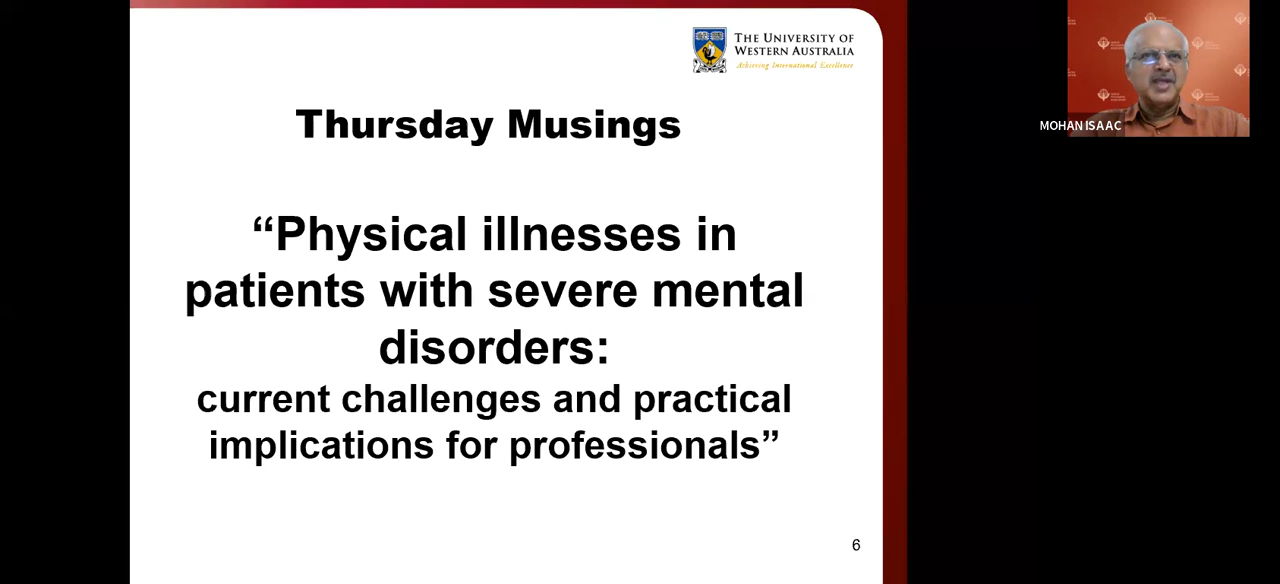 THE UNIVERSITY OF
WESTERN AUSTRALIA
Achieving International Excellence
MOHAN ISAAC
Thursday Musings
“Physical illnesses in
patients with severe mental
disorders:
current challenges and practical
implications for professionals”
6